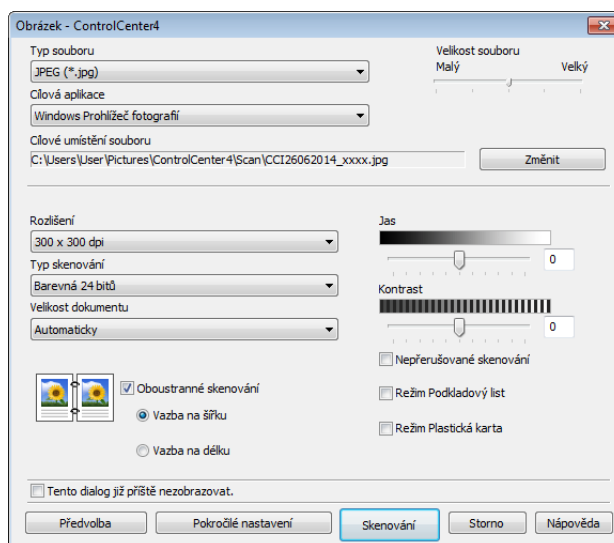 Obrázek - ControlCenter4
Typ souboru
JPEG (*.jpg)
Velikost souboru
Malý Velký
Cílová aplikace
Windows Prohlížeč fotografií
Cílové umístění souboru
C:\Users\User\Pictures\ControlCenter4\Scan\CCI26062014_xxxx.jpg
Změnit
Rozlišení
300 x 300 dpi
Typ skenování
Barevná 24 bitů
Velikost dokumentu
Automaticky
Jas
0
Kontrast
0
Oboustranné skenování
Vazba na šířku
Vazba na délku
Nepřerušované skenování
Režim Podkladový list
Režim Plastická karta
Tento dialog již příště nezobrazovat.
Předvolba Pokročilé nastavení Skenování Storno Nápověda